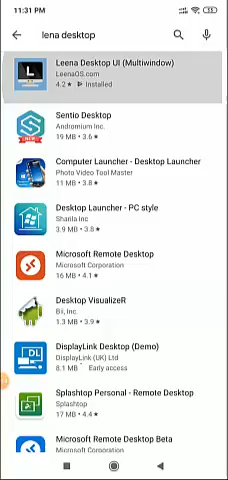 11:31 PM
lena desktop
Leena Desktop UI (Multiwindow)
LeenaOS.com
4.2★ Installed
Sentio Desktop
Andromium Inc.
19 MB • 3.6★
Computer Launcher - Desktop Launcher
Photo Video Tool Master
11 MB • 3.8★
Desktop Launcher - PC style
Sharila Inc
3.9 MB • 3.8★
Microsoft Remote Desktop
Microsoft Corporation
16 MB • 4.1★
Desktop VisualizeR
Bii, Inc.
1.3 MB • 3.9★
DisplayLink Desktop (Demo)
DisplayLink (UK) Ltd
8.1 MB • Early access
Splashtop Personal - Remote Desktop
Splashtop
17 MB • 4.4★
Microsoft Remote Desktop Beta
Microsoft Corporation